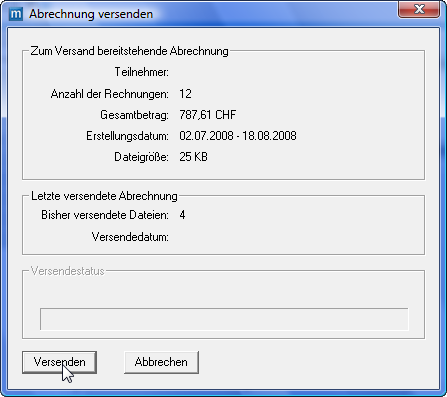 m Abrechnung versenden
Zum Versand bereitstehende Abrechnung
Teilnehmer:
Anzahl der Rechnungen: 12
Gesamtbetrag: 787,61 CHF
Erstellungsdatum: 02.07.2008 - 18.08.2008
Dateigröße: 25 KB
Letzte versendete Abrechnung
Bisher versendete Dateien: 4
Versendedatum:
Versendestatus
Versenden Abbrechen